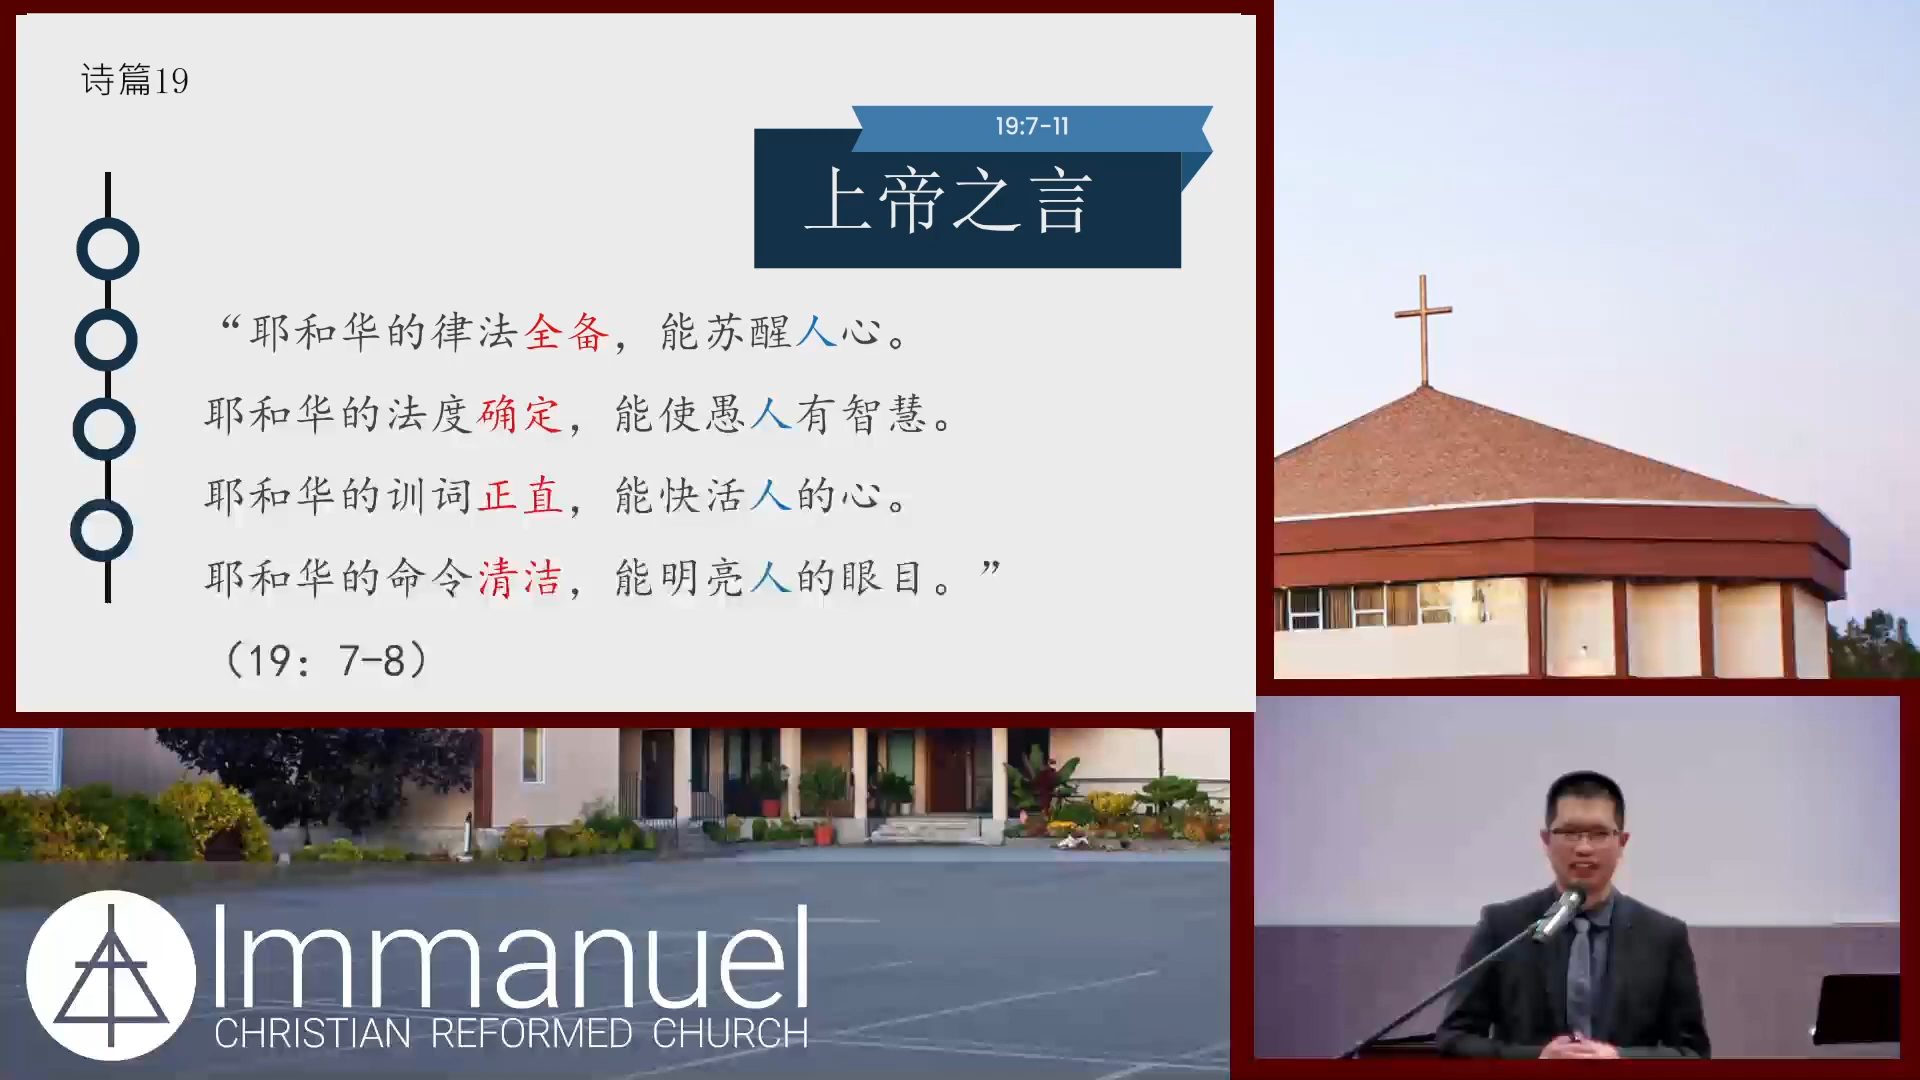 诗篇19
19:7-11
上帝之言
“耶和华的律法全备，能苏醒人心。
耶和华的法度确定，能使愚人有智慧。
耶和华的训词正直，能快活人的心。
耶和华的命令清洁，能明亮人的眼目。”
（19：7-8）
Immanuel
CHRISTIAN REFORMED CHURCH